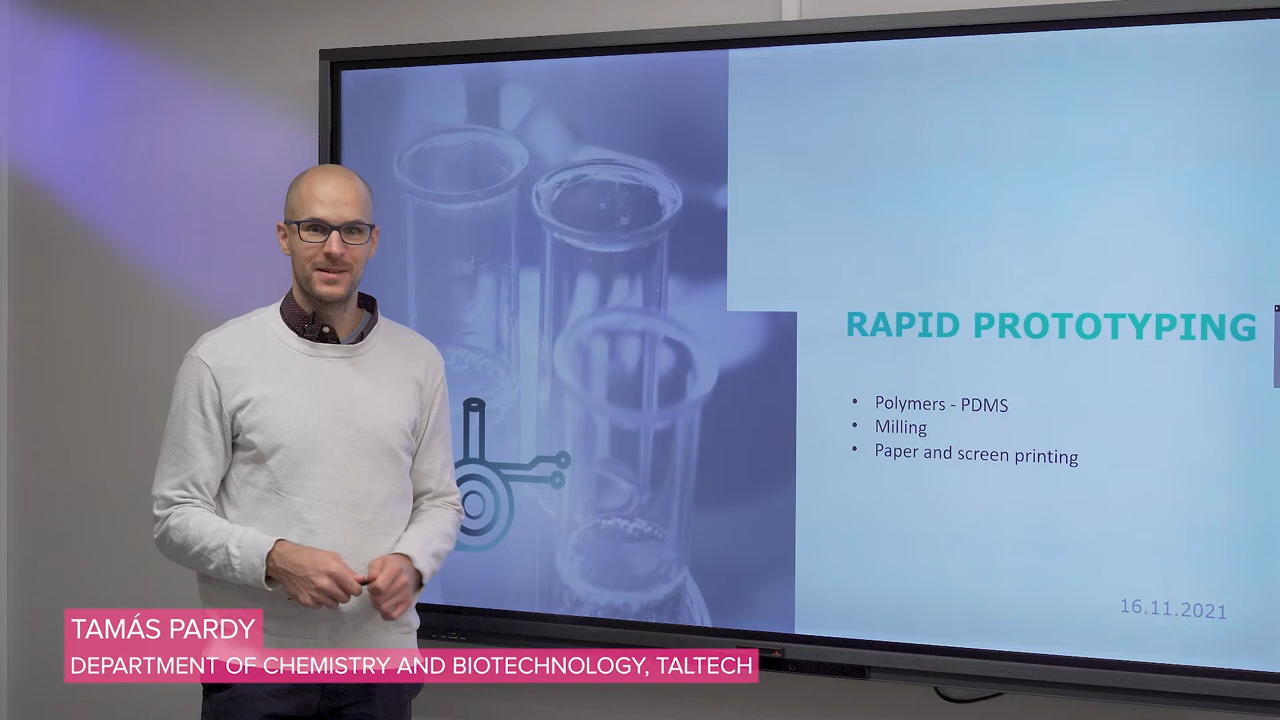 RAPID PROTOTYPING
• Polymers - PDMS
• Milling
• Paper and screen printing
16.11.2021
TAMÁS PARDY
DEPARTMENT OF CHEMISTRY AND BIOTECHNOLOGY, TALTECH